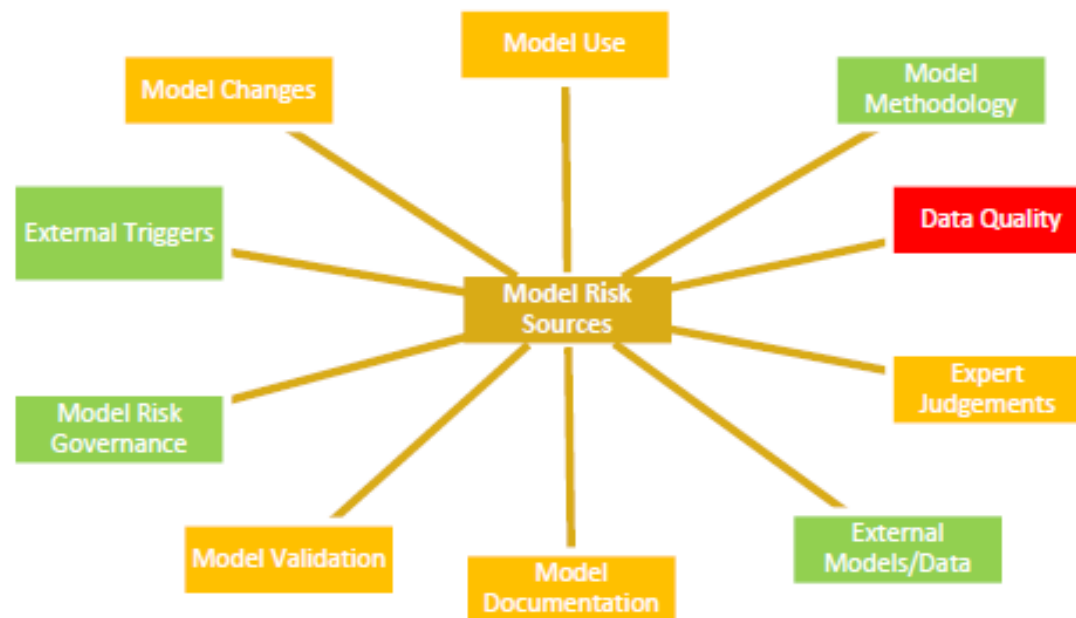 Model Use
Model Changes
Model
Methodology
External Triggers
Data Quality
Model Risk
Sources
Expert
Judgements
Model Risk
Governance
External
Models/Data
Model Validation
Model
Documentation